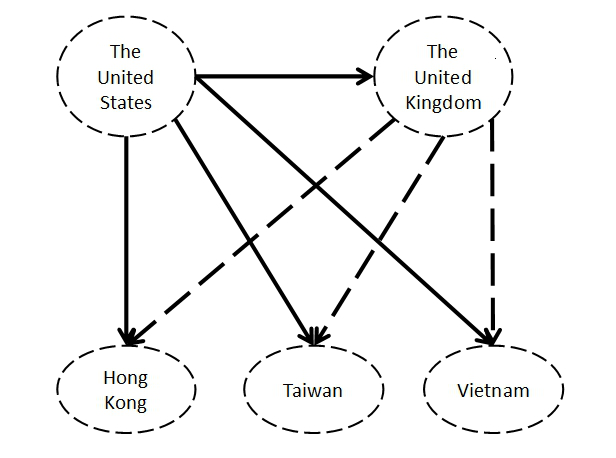 The
United
States
The
United
Kingdom
Hong
Kong
Taiwan
Vietnam